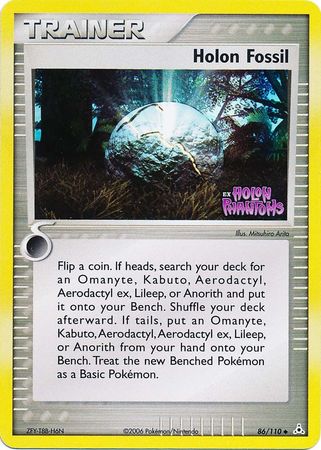 TRAINER
Holon Fossil
EX HOLON
PHANTOMS
Illus. Mitsuhiro Arita
Flip a coin. If heads, search your deck for
an Omanyte, Kabuto, Aerodactyl,
Aerodactyl ex, Lileep, or Anorith and put
it onto your Bench. Shuffle your deck
afterward. If tails, put an Omanyte,
Kabuto, Aerodactyl, Aerodactyl ex, Lileep,
or Anorith from your hand onto your
Bench. Treat the new Benched Pokémon
as a Basic Pokémon.
ZFY-T88-H6N
©2006 Pokémon/Nintendo
86/110 ◆